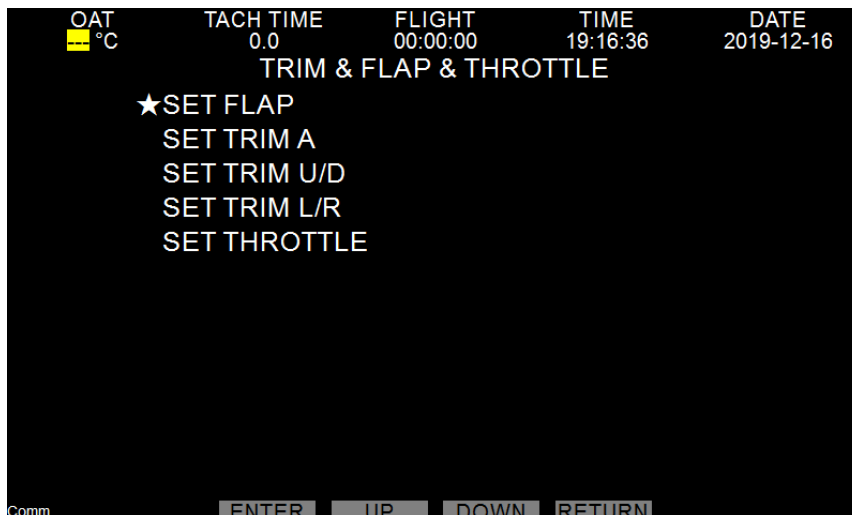 OAT TACH TIME FLIGHT TIME DATE
--- °C 0.0 00:00:00 19:16:36 2019-12-16
TRIM & FLAP & THROTTLE
★SET FLAP
SET TRIM A
SET TRIM U/D
SET TRIM L/R
SET THROTTLE
Comm ENTER UP DOWN RETURN